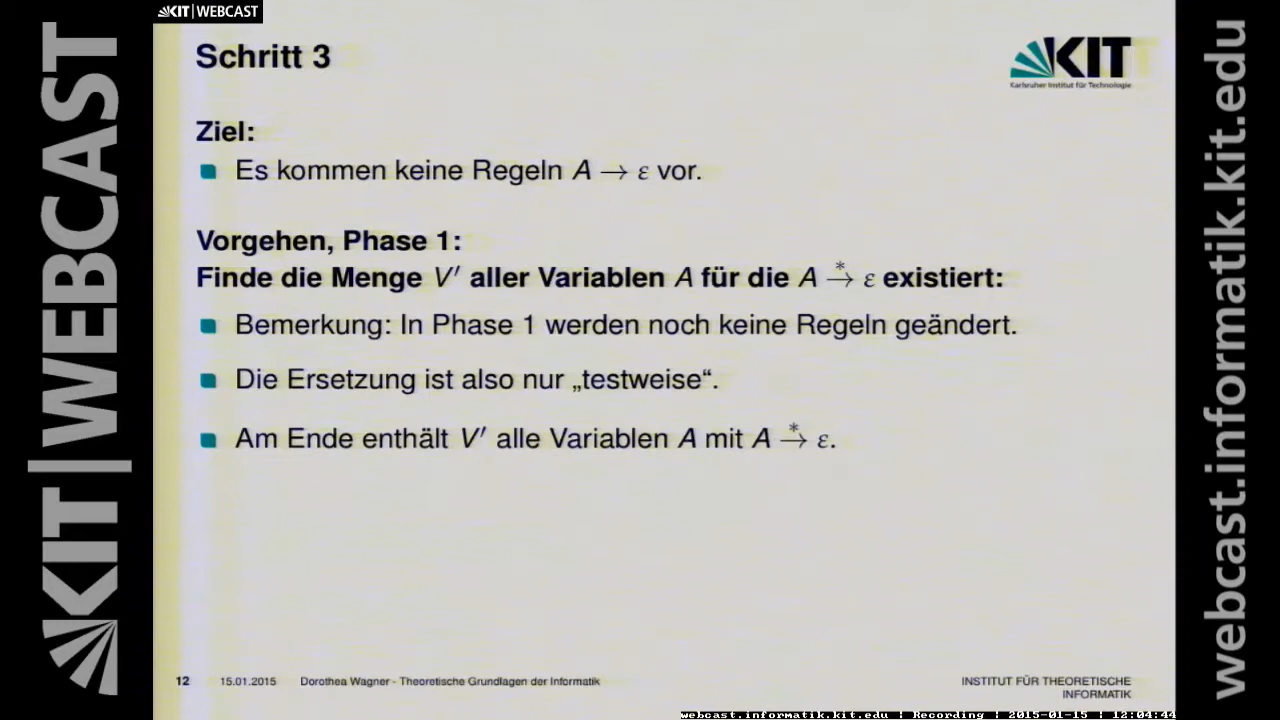 KIT | WEBCAST
Schritt 3
KIT
Karlsruher Institut für Technologie
Ziel:
Es kommen keine Regeln A → ε vor.
Vorgehen, Phase 1:
Finde die Menge V′ aller Variablen A für die A →* ε existiert:
Bemerkung: In Phase 1 werden noch keine Regeln geändert.
Die Ersetzung ist also nur „testweise“.
Am Ende enthält V′ alle Variablen A mit A →* ε.
12 15.01.2015 Dorothea Wagner - Theoretische Grundlagen der Informatik
INSTITUT FÜR THEORETISCHE
INFORMATIK
webcast.informatik.kit.edu | Recording | 2015-01-15 | 12:04:44
KIT | WEBCAST
webcast.informatik.kit.edu